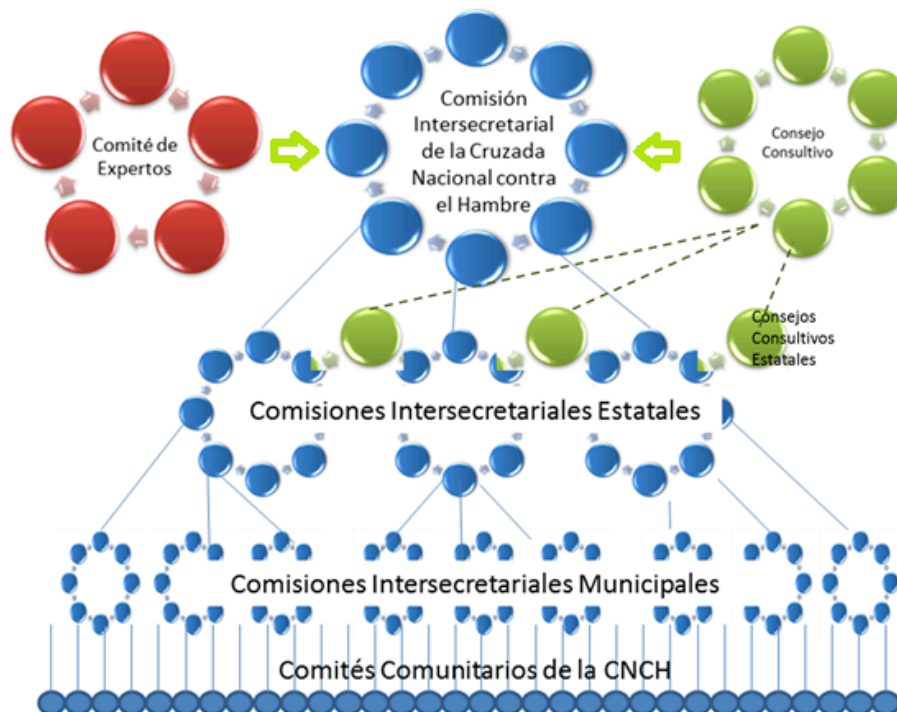 Comité de
Expertos
Comisión
Intersecretarial
de la Cruzada
Nacional contra
el Hambre
Consejo
Consultivo
Consejos
Consultivos
Estatales
Comisiones Intersecretariales Estatales
Comisiones Intersecretariales Municipales
Comités Comunitarios de la CNCH